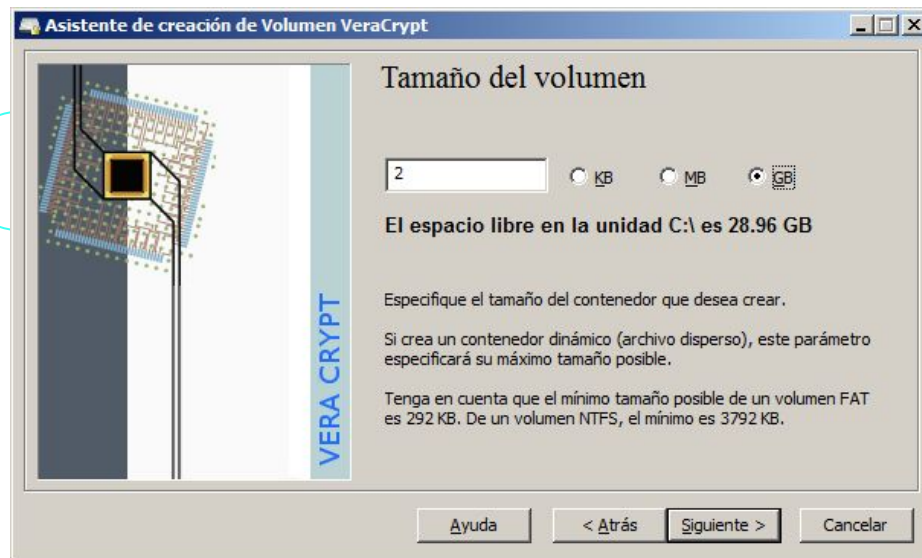 Asistente de creación de Volumen VeraCrypt
Tamaño del volumen
2 KB MB GB
El espacio libre en la unidad C:\ es 28.96 GB
Especifique el tamaño del contenedor que desea crear.
Si crea un contenedor dinámico (archivo disperso), este parámetro
especificará su máximo tamaño posible.
Tenga en cuenta que el mínimo tamaño posible de un volumen FAT
es 292 KB. De un volumen NTFS, el mínimo es 3792 KB.
VERA CRYPT
Ayuda < Atrás Siguiente > Cancelar